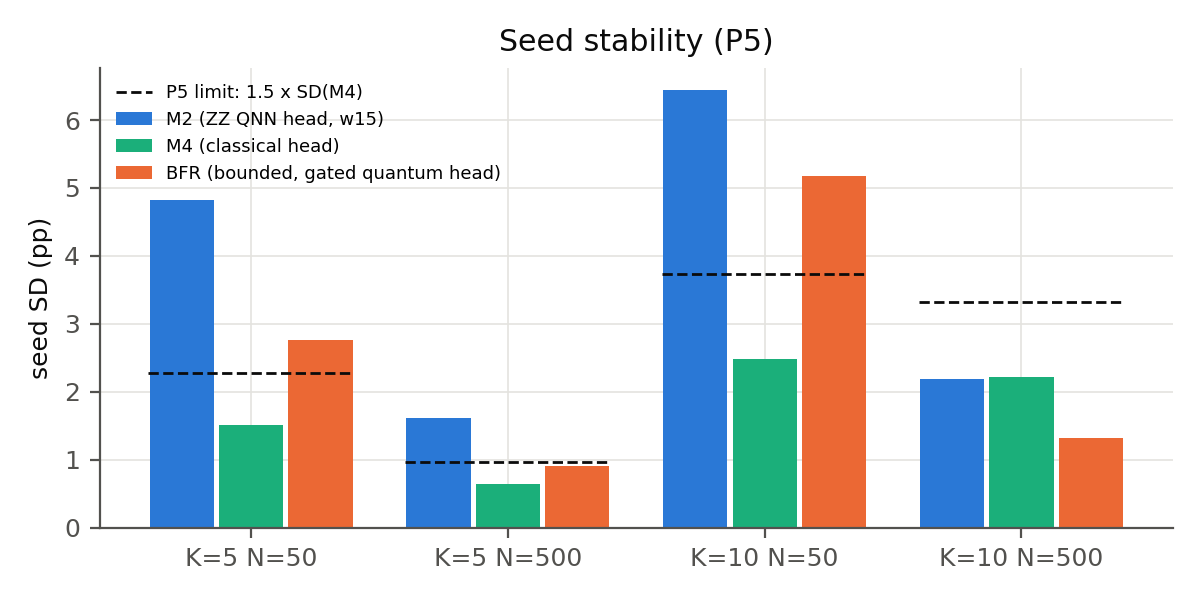 Seed stability (P5)
P5 limit: 1.5 x SD(M4)
M2 (ZZ QNN head, w15)
M4 (classical head)
BFR (bounded, gated quantum head)
seed SD (pp)
6
5
4
3
2
1
0
K=5 N=50
K=5 N=500
K=10 N=50
K=10 N=500